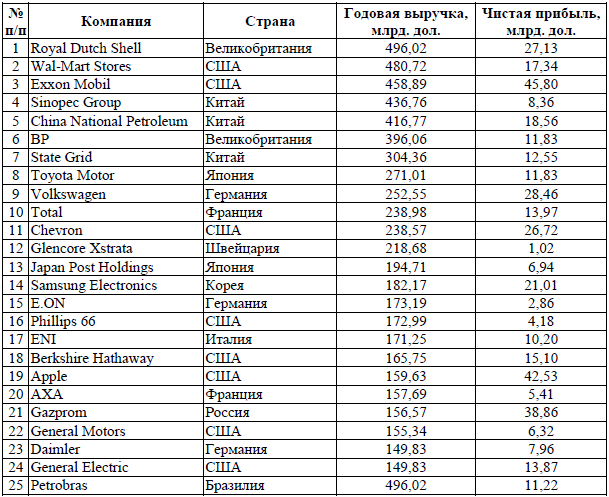 № п/п Компания Страна Годовая выручка, млрд. дол. Чистая прибыль, млрд. дол.
1 Royal Dutch Shell Великобритания 496,02 27,13
2 Wal-Mart Stores США 480,72 17,34
3 Exxon Mobil США 458,89 45,80
4 Sinopec Group Китай 436,76 8,36
5 China National Petroleum Китай 416,77 18,56
6 BP Великобритания 396,06 11,83
7 State Grid Китай 304,36 12,55
8 Toyota Motor Япония 271,01 11,83
9 Volkswagen Германия 252,55 28,46
10 Total Франция 238,98 13,97
11 Chevron США 238,57 26,72
12 Glencore Xstrata Швейцария 218,68 1,02
13 Japan Post Holdings Япония 194,71 6,94
14 Samsung Electronics Корея 182,17 21,01
15 E.ON Германия 173,19 2,86
16 Phillips 66 США 172,99 4,18
17 ENI Италия 171,25 10,20
18 Berkshire Hathaway США 165,75 15,10
19 Apple США 159,63 42,53
20 AXA Франция 157,69 5,41
21 Gazprom Россия 156,57 38,86
22 General Motors США 155,34 6,32
23 Daimler Германия 149,83 7,96
24 General Electric США 149,83 13,87
25 Petrobras Бразилия 496,02 11,22